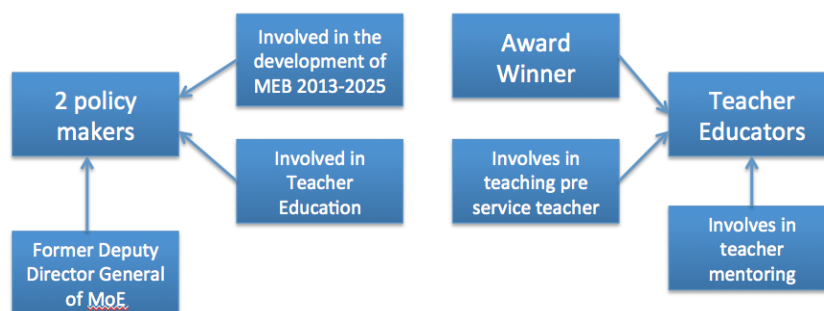 2 policy
makers
Involved in the
development of
MEB 2013-2025
Involved in
Teacher
Education
Former Deputy
Director General
of MoE
Award
Winner
Teacher
Educators
Involves in
teaching pre
service teacher
Involves in
teacher
mentoring